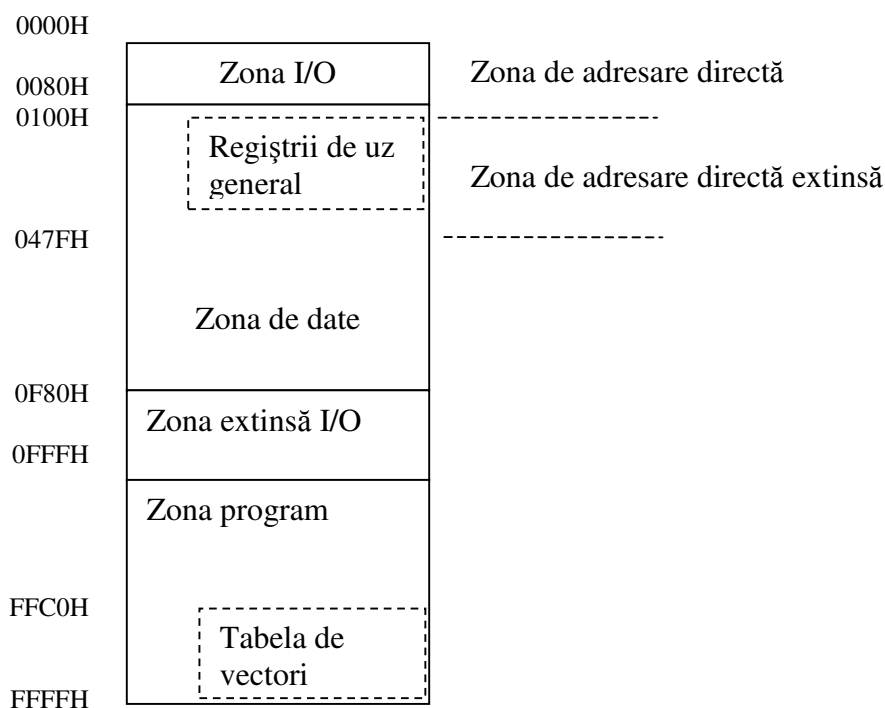 0000H
Zona I/O
Zona de adresare directă
0080H
0100H
Regiştrii de uz
general
Zona de adresare directă extinsă
047FH
Zona de date
0F80H
Zona extinsă I/O
0FFFH
Zona program
FFC0H
Tabela de
vectori
FFFFH